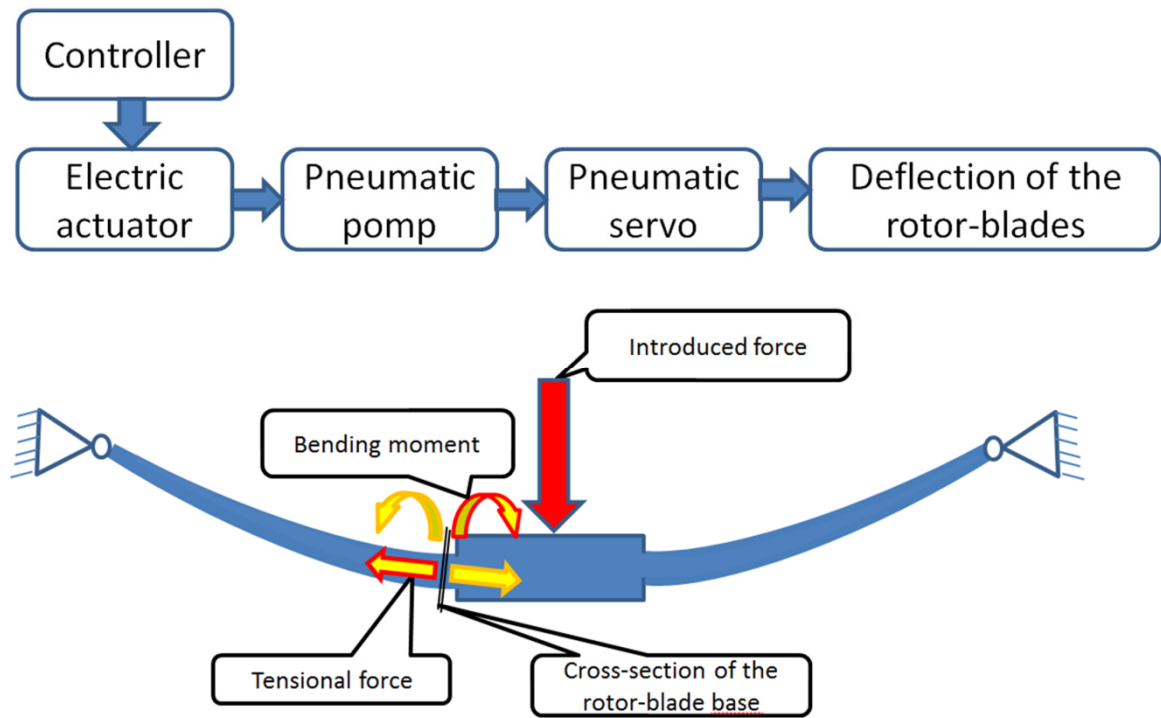 Controller
Electric
actuator
Pneumatic
pomp
Pneumatic
servo
Deflection of the
rotor-blades
Introduced force
Bending moment
Tensional force
Cross-section of the
rotor-blade base